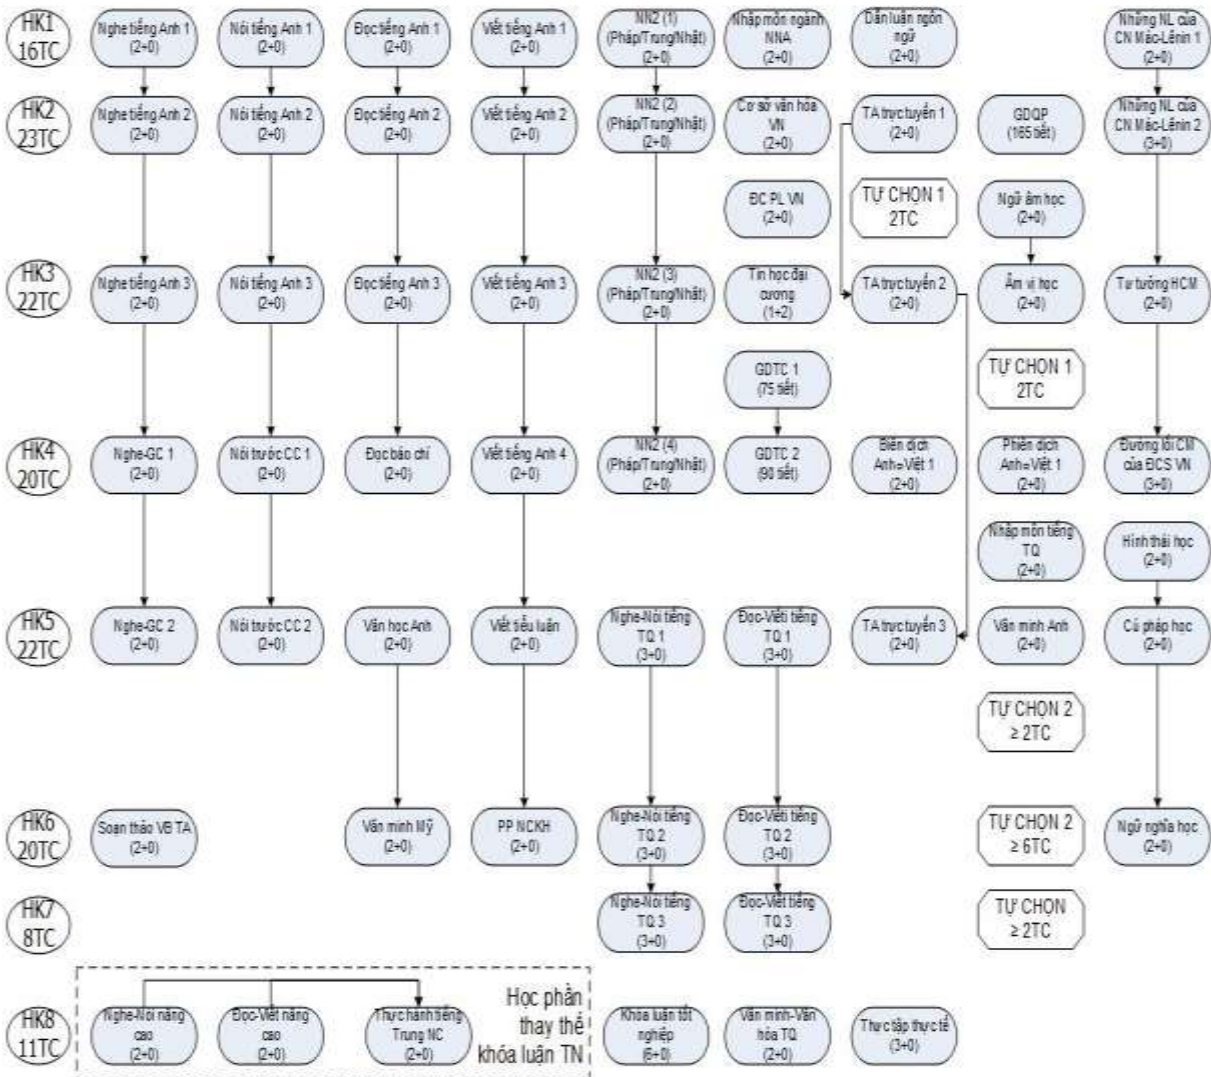 HK1
16TC
Nghe tiếng Anh 1
(2+0)
Nói tiếng Anh 1
(2+0)
Đọc tiếng Anh 1
(2+0)
Viết tiếng Anh 1
(2+0)
NN2 (1)
(Pháp/Trung/Nhật)
(2+0)
Nhập môn ngành
NNA
(2+0)
Dẫn luận ngôn
ngữ
(2+0)
Những NL của
CN Mác-Lênin 1
(2+0)
HK2
23TC
Nghe tiếng Anh 2
(2+0)
Nói tiếng Anh 2
(2+0)
Đọc tiếng Anh 2
(2+0)
Viết tiếng Anh 2
(2+0)
NN2 (2)
(Pháp/Trung/Nhật)
(2+0)
Cơ sở văn hóa
VN
(2+0)
TA trực tuyến 1
(2+0)
GDQP
(165 tiết)
Những NL của
CN Mác-Lênin 2
(3+0)
ĐC PL VN
(2+0)
TỰ CHỌN 1
2TC
Ngữ âm học
(2+0)
HK3
22TC
Nghe tiếng Anh 3
(2+0)
Nói tiếng Anh 3
(2+0)
Đọc tiếng Anh 3
(2+0)
Viết tiếng Anh 3
(2+0)
NN2 (3)
(Pháp/Trung/Nhật)
(2+0)
Tin học đại
cương
(1+2)
TA trực tuyến 2
(2+0)
Âm vị học
(2+0)
Tư tưởng HCM
(2+0)
GDTC 1
(75 tiết)
TỰ CHỌN 1
2TC
HK4
20TC
Nghe-GC 1
(2+0)
Nói trước CC 1
(2+0)
Đọc báo chí
(2+0)
Viết tiếng Anh 4
(2+0)
NN2 (4)
(Pháp/Trung/Nhật)
(2+0)
GDTC 2
(90 tiết)
Biên dịch
Anh=Việt 1
(2+0)
Phiên dịch
Anh=Việt 1
(2+0)
Đường lối CM
của ĐCS VN
(3+0)
Nhập môn tiếng
TQ
(2+0)
Hình thái học
(2+0)
HK5
22TC
Nghe-GC 2
(2+0)
Nói trước CC 2
(2+0)
Văn học Anh
(2+0)
Viết tiểu luận
(2+0)
Nghe-Nói tiếng
TQ 1
(3+0)
Đọc-Viết tiếng
TQ 1
(3+0)
TA trực tuyến 3
(2+0)
Văn minh Anh
(2+0)
Cú pháp học
(2+0)
TỰ CHỌN 2
≥ 2TC
HK6
20TC
Soạn thảo VB TA
(2+0)
Văn minh Mỹ
(2+0)
PP NCKH
(2+0)
Nghe-Nói tiếng
TQ 2
(3+0)
Đọc-Viết tiếng
TQ 2
(3+0)
TỰ CHỌN 2
≥ 6TC
Ngữ nghĩa học
(2+0)
HK7
8TC
Nghe-Nói tiếng
TQ 3
(3+0)
Đọc-Viết tiếng
TQ 3
(3+0)
TỰ CHỌN
≥ 2TC
HK8
11TC
Nghe-Nói nâng
cao
(2+0)
Đọc-Viết nâng
cao
(2+0)
Thực hành tiếng
Trung NC
(2+0)
Học phần
thay thế
khóa luận TN
Khóa luận tốt
nghiệp
(6+0)
Văn minh-Văn
hóa TQ
(2+0)
Thực tập thực tế
(3+0)